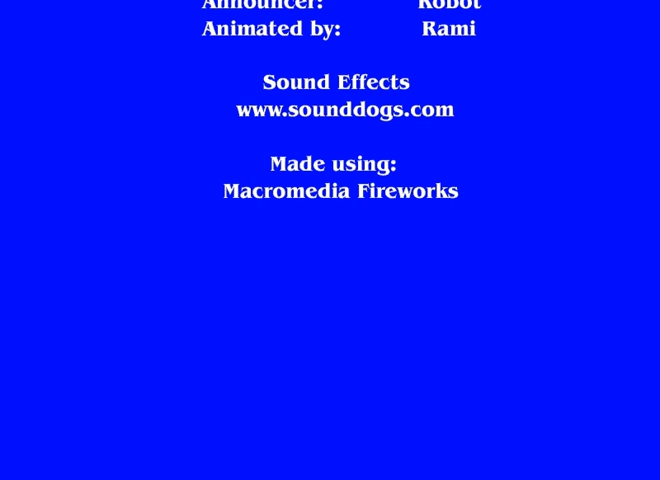 Announcer: Robot
Animated by: Rami
Sound Effects
www.sounddogs.com
Made using:
Macromedia Fireworks